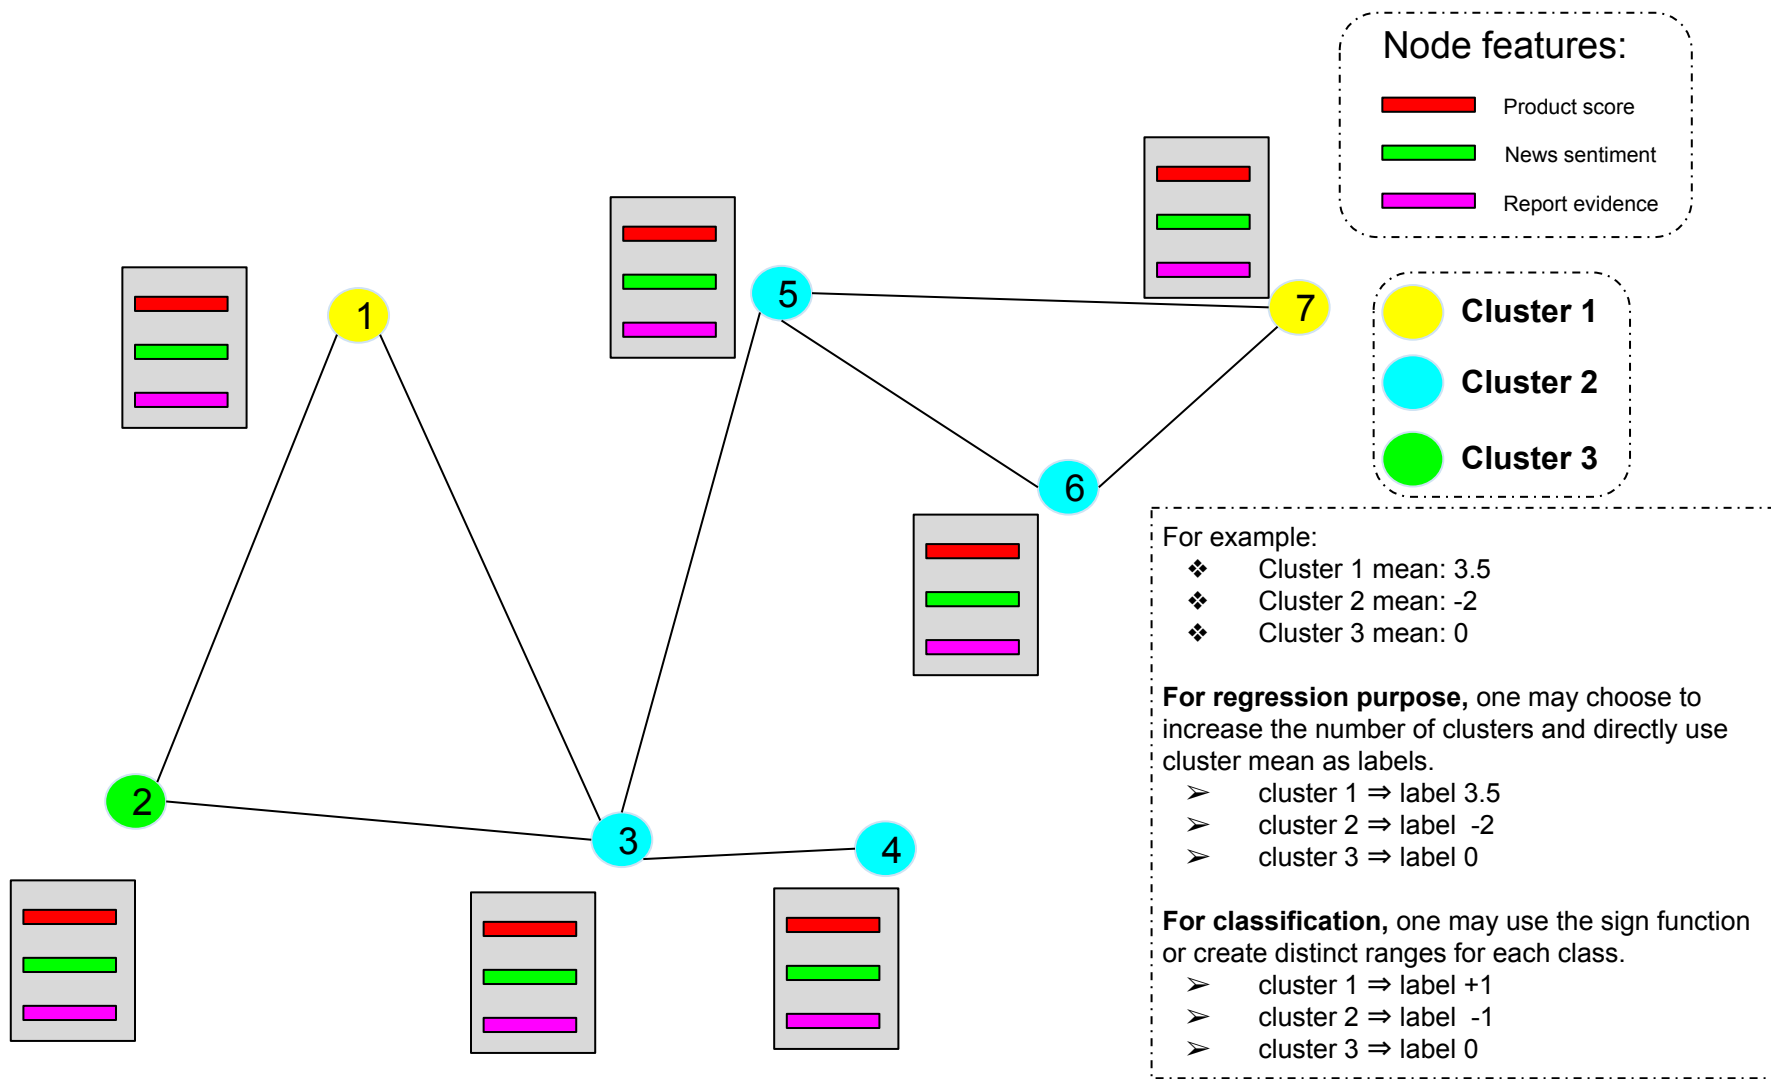 Node features:
Product score
News sentiment
Report evidence
1
5
7
2
3
4
6
Cluster 1
Cluster 2
Cluster 3
For example:
❖ Cluster 1 mean: 3.5
❖ Cluster 2 mean: -2
❖ Cluster 3 mean: 0
For regression purpose, one may choose to
increase the number of clusters and directly use
cluster mean as labels.
➢ cluster 1 ⇒ label 3.5
➢ cluster 2 ⇒ label -2
➢ cluster 3 ⇒ label 0
For classification, one may use the sign function
or create distinct ranges for each class.
➢ cluster 1 ⇒ label +1
➢ cluster 2 ⇒ label -1
➢ cluster 3 ⇒ label 0